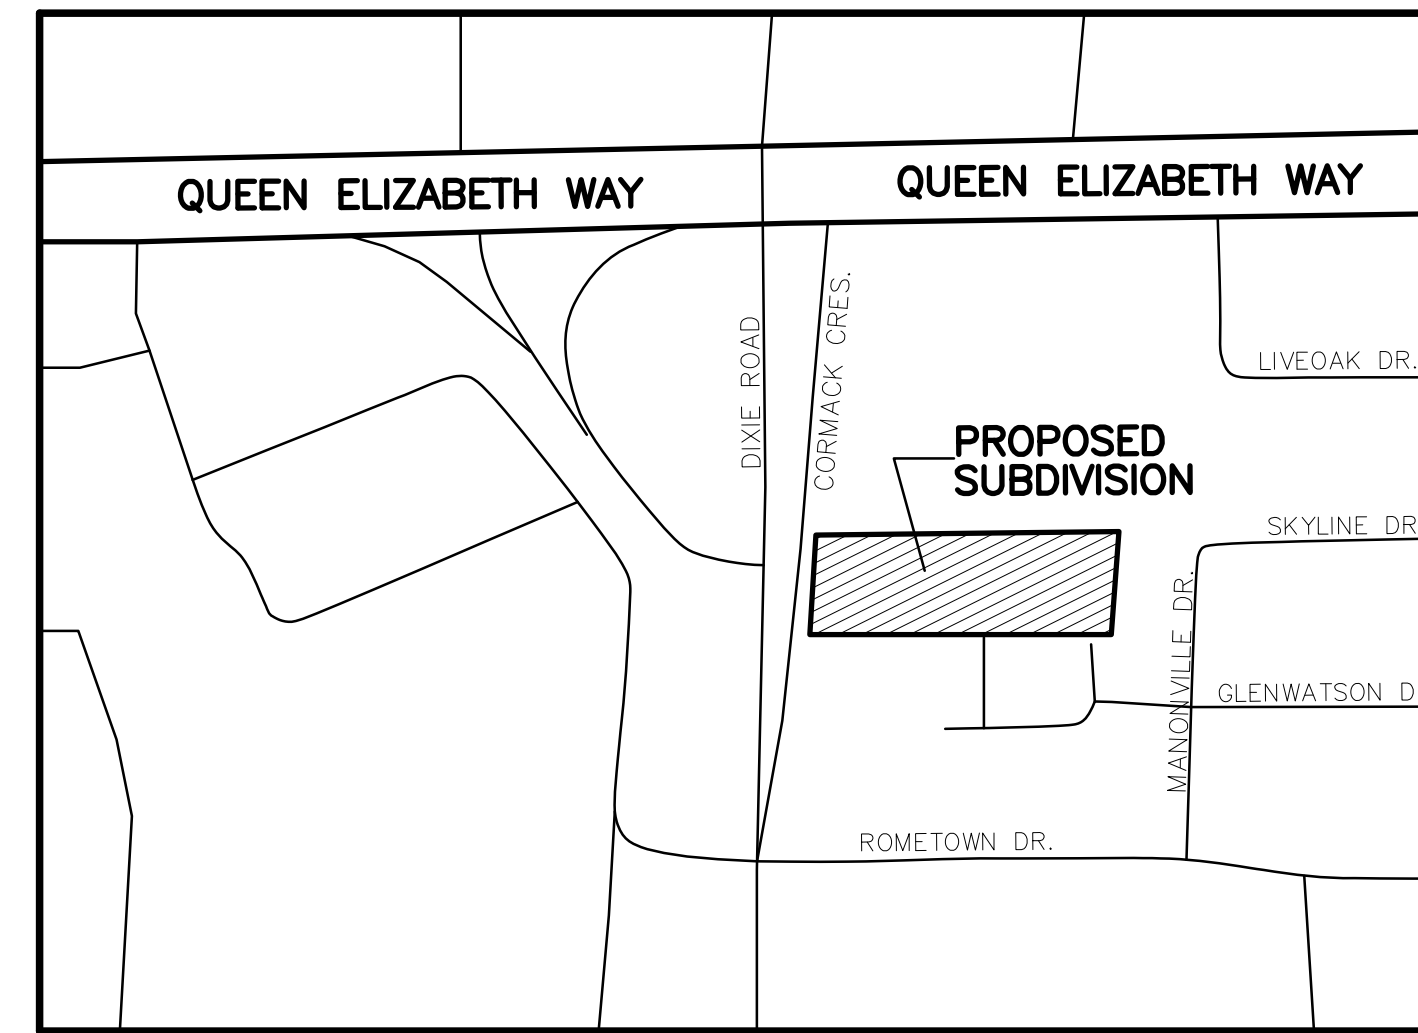 QUEEN ELIZABETH WAY
QUEEN ELIZABETH WAY
DIXIE ROAD
CORMACK CRES.
LIVEOAK DR.
PROPOSED
SUBDIVISION
SKYLINE DR
MANONVILLE DR.
GLENWATSON D
ROMETOWN DR.